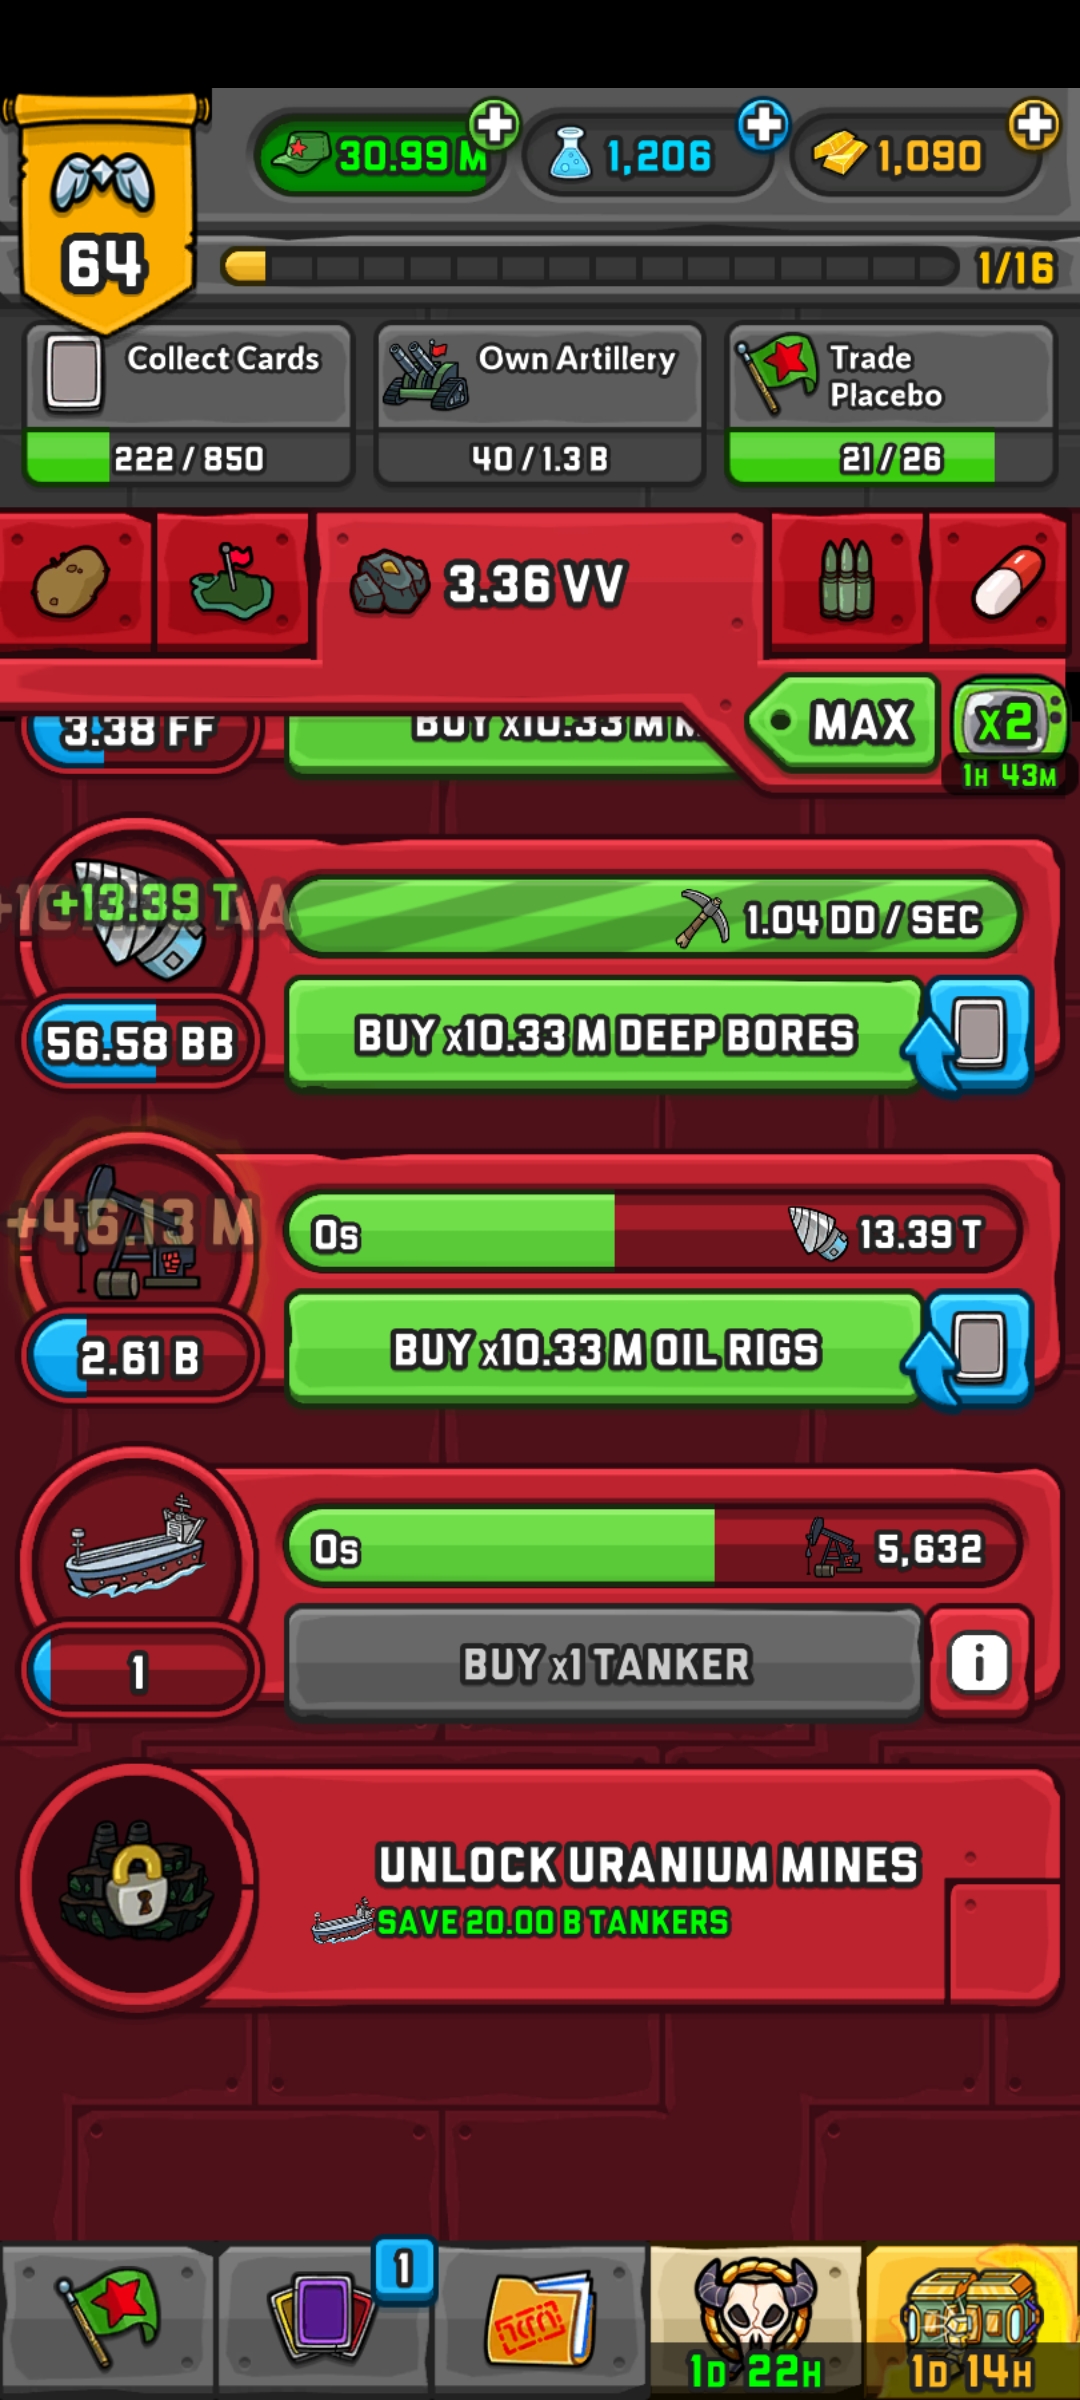 30.99 M
1,206
1,090
64
1/16
Collect Cards
Own Artillery
Trade
Placebo
222 / 850
40 / 1.3 B
21 / 26
3.36 VV
MAX
x2
1H 43M
3.38 FF
BUY x10.33 M
+13.39 T
1.04 DD / SEC
56.58 BB
BUY x10.33 M DEEP BORES
+46.13 M
0s
13.39 T
2.61 B
BUY x10.33 M OIL RIGS
0s
5,632
1
BUY x1 TANKER
i
UNLOCK URANIUM MINES
SAVE 20.00 B TANKERS
1
1D 22H
1D 14H